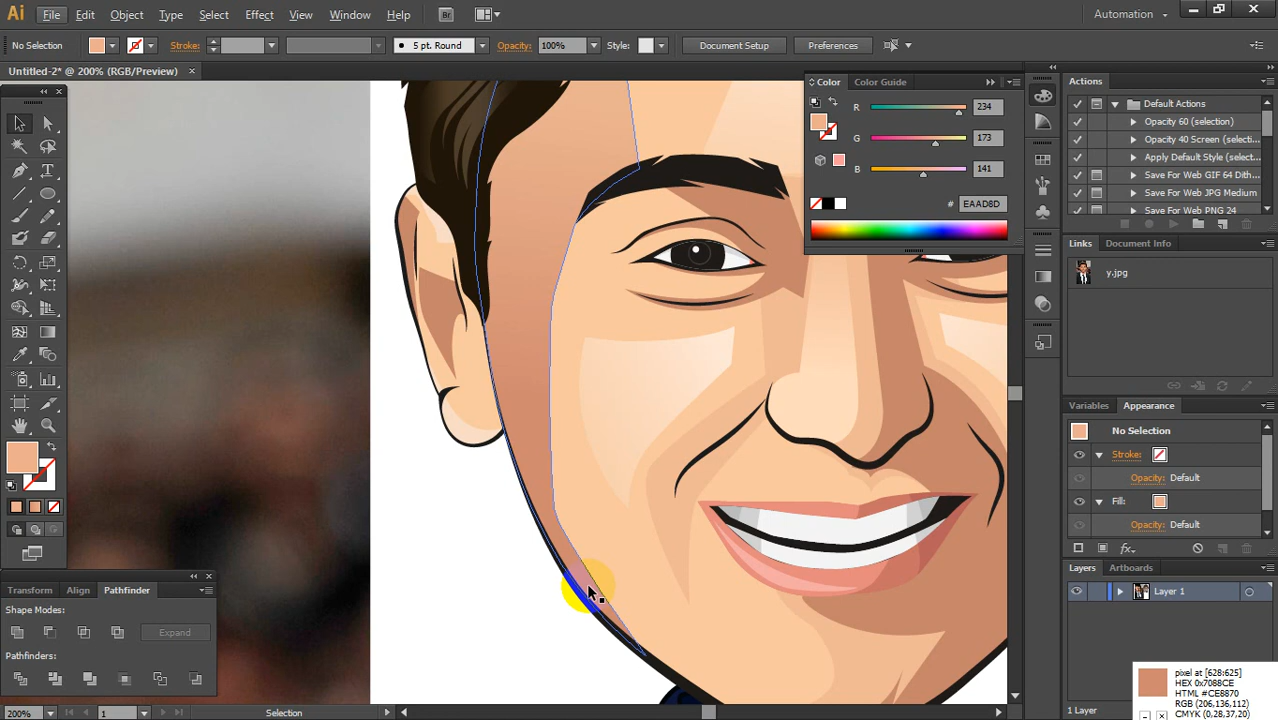 Ai File Edit Object Type Select Effect View Window Help Br Automation
No Selection Stroke: 5 pt. Round Opacity: 100% Style: Document Setup Preferences
Untitled-2* @ 200% (RGB/Preview) ×
Color Color Guide
R 234
G 173
B 141
# EAAD8D
Actions
Default Actions
Opacity 60 (selection)
Opacity 40 Screen (selecti...
Apply Default Style (select...
Save For Web GIF 64 Dith...
Save For Web JPG Medium
Save For Web PNG 24
Links Document Info
y.jpg
Variables Appearance
No Selection
Stroke:
Opacity: Default
Fill:
Opacity: Default
fx
Layers Artboards
Layer 1
1 Layer
Transform Align Pathfinder
Shape Modes:
Expand
Pathfinders:
pixel at [628:625]
HEX 0x7088CE
HTML #CE8870
RGB (206,136,112)
CMYK (0,28,37,20)
200% 1 Selection